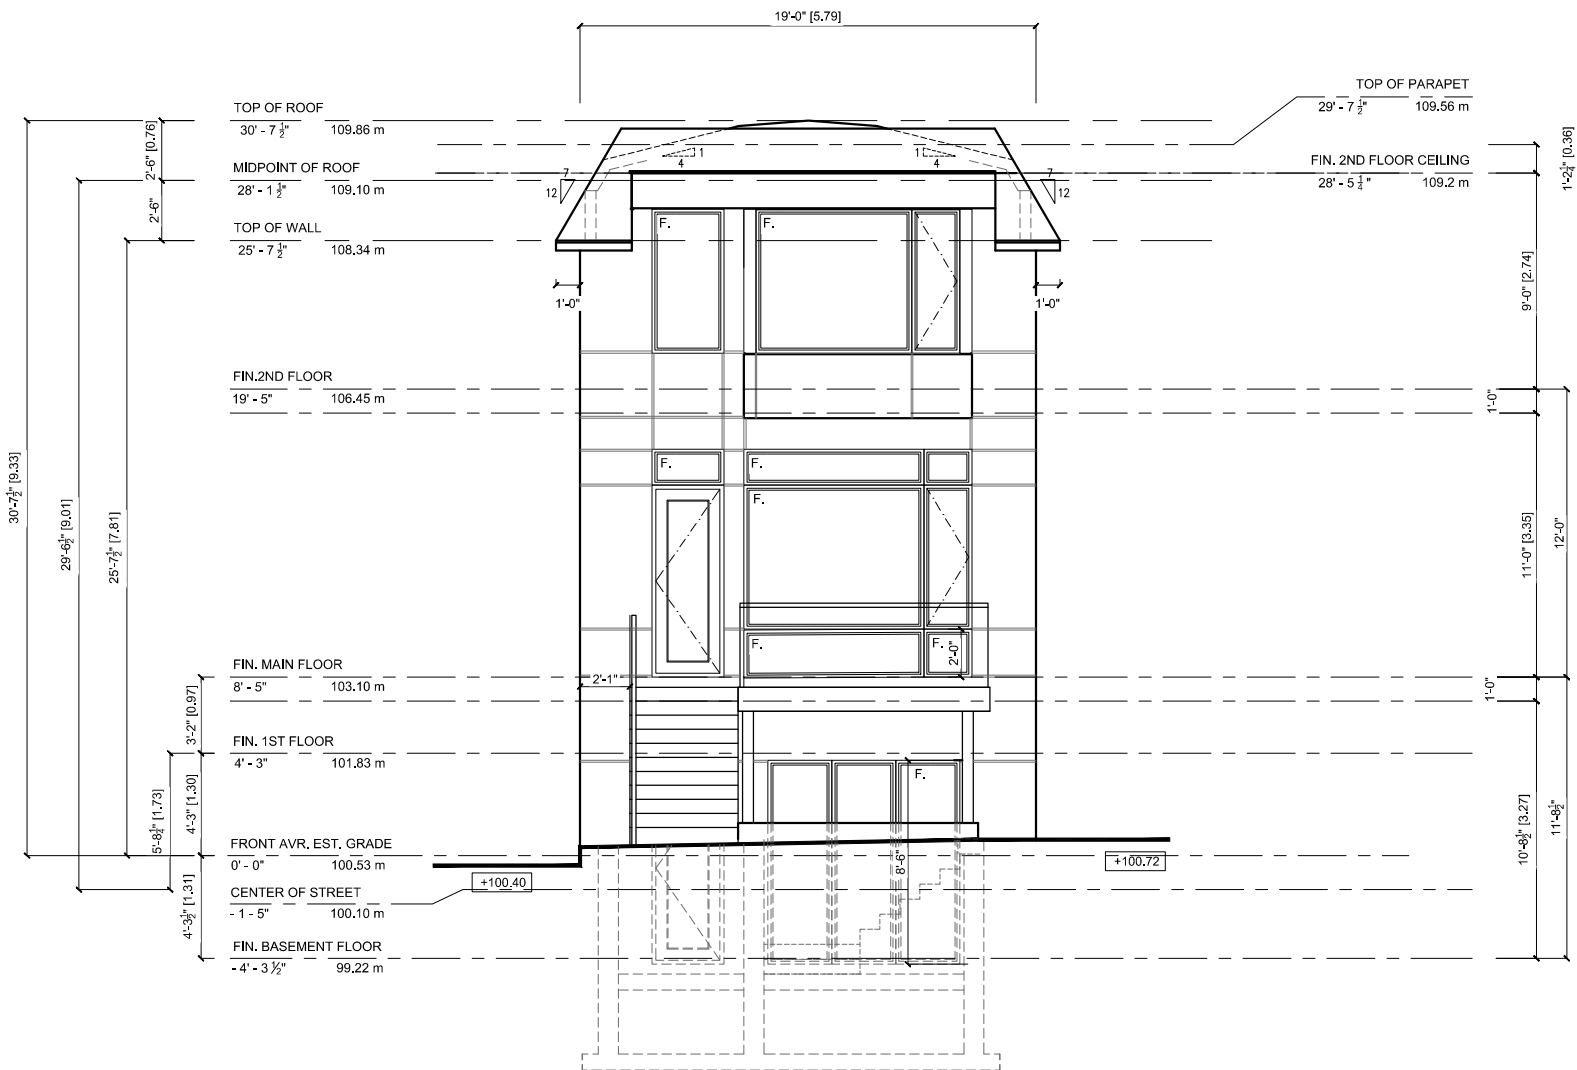 19'-0" [5.79]
TOP OF ROOF
30' - 7 1/2" 109.86 m
MIDPOINT OF ROOF
28' - 1 1/2" 109.10 m
TOP OF WALL
25' - 7 1/2" 108.34 m
TOP OF PARAPET
29' - 7 1/2" 109.56 m
FIN. 2ND FLOOR CEILING
28' - 5 1/4" 109.2 m
2'-6" [0.76]
2'-6"
7
12
1
4
1
4
7
12
F.
F.
1'-0"
1'-0"
1'-2 1/4" [0.36]
9'-0" [2.74]
FIN.2ND FLOOR
19' - 5" 106.45 m
1'-0"
F.
F.
F.
30'-7 1/2" [9.33]
29'-6 1/2" [9.01]
25'-7 1/2" [7.81]
11'-0" [3.35]
12'-0"
F.
F.
2'-0"
FIN. MAIN FLOOR
8' - 5" 103.10 m
2'-1"
1'-0"
3'-2" [0.97]
FIN. 1ST FLOOR
4' - 3" 101.83 m
F.
5'-8 1/4" [1.73]
4'-3" [1.30]
10'-8 1/2" [3.27]
11'-8 1/2"
FRONT AVR. EST. GRADE
0' - 0" 100.53 m
8'-6"
+100.72
+100.40
CENTER OF STREET
- 1 - 5" 100.10 m
4'-3 1/2" [1.31]
FIN. BASEMENT FLOOR
- 4' - 3 ½" 99.22 m